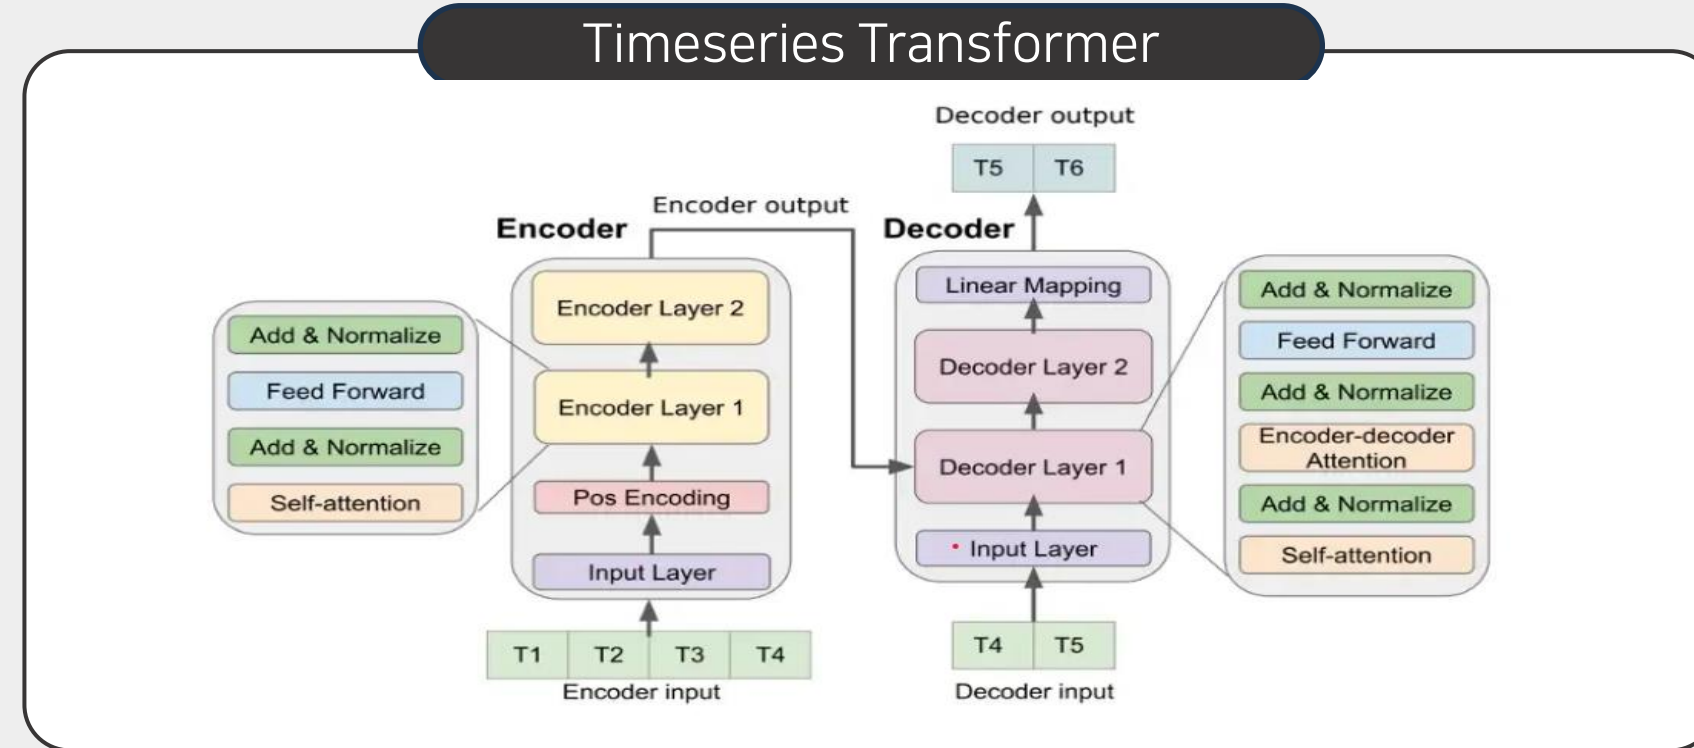 Timeseries Transformer
Decoder output
T5 T6
Encoder output
Encoder
Decoder
Add & Normalize
Feed Forward
Add & Normalize
Self-attention
Encoder Layer 2
Encoder Layer 1
Pos Encoding
Input Layer
T1 T2 T3 T4
Encoder input
Linear Mapping
Decoder Layer 2
Decoder Layer 1
Input Layer
T4 T5
Decoder input
Add & Normalize
Feed Forward
Add & Normalize
Encoder-decoder
Attention
Add & Normalize
Self-attention